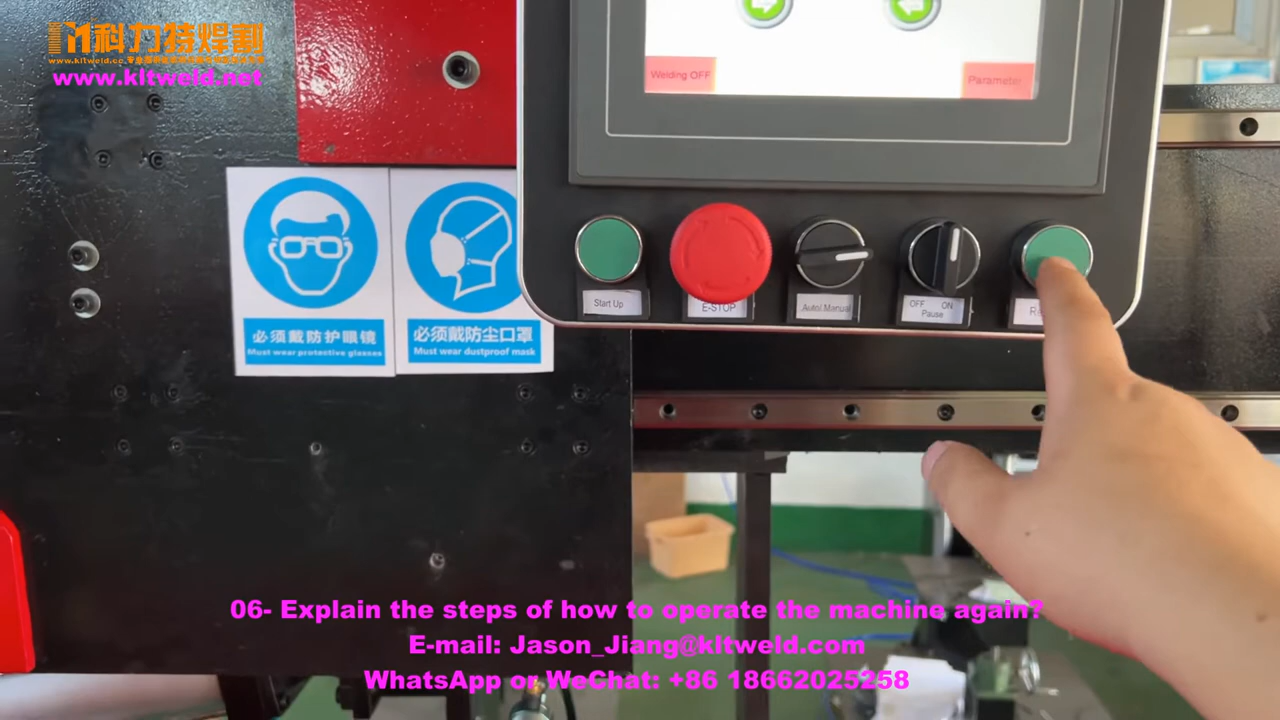 科力特焊割
www.kltweld.net
Welding OFF
Parameter
Start Up
E-STOP
Auto/ Manual
OFF ON
Pause
必须戴防护眼镜
Must wear protective glasses
必须戴防尘口罩
Must wear dustproof mask
06- Explain the steps of how to operate the machine again?
E-mail: Jason_Jiang@kltweld.com
WhatsApp or WeChat: +86 18662025258